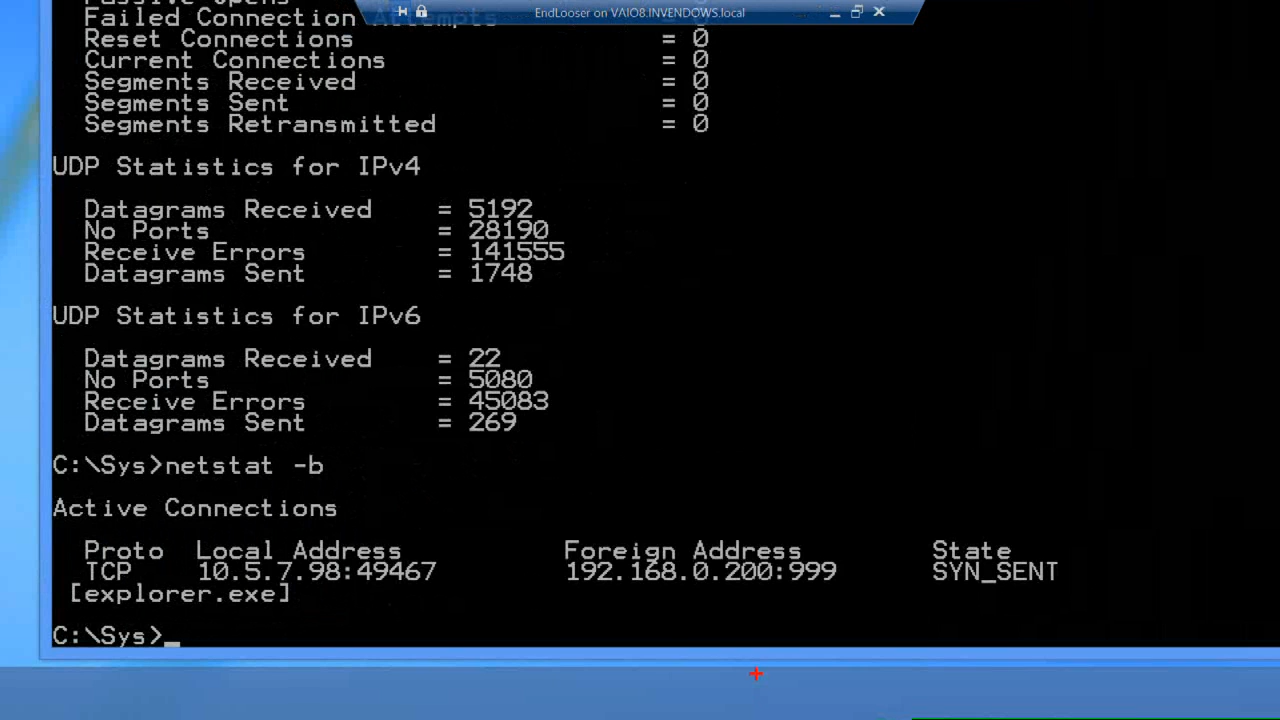 EndLooser on VAIO8.INVENDOWS.local
Failed Connection Attempts
Reset Connections = 0
Current Connections = 0
Segments Received = 0
Segments Sent = 0
Segments Retransmitted = 0
UDP Statistics for IPv4
Datagrams Received = 5192
No Ports = 28190
Receive Errors = 141555
Datagrams Sent = 1748
UDP Statistics for IPv6
Datagrams Received = 22
No Ports = 5080
Receive Errors = 45083
Datagrams Sent = 269
C:\Sys>netstat -b
Active Connections
Proto Local Address Foreign Address State
TCP 10.5.7.98:49467 192.168.0.200:999 SYN_SENT
[explorer.exe]
C:\Sys>_